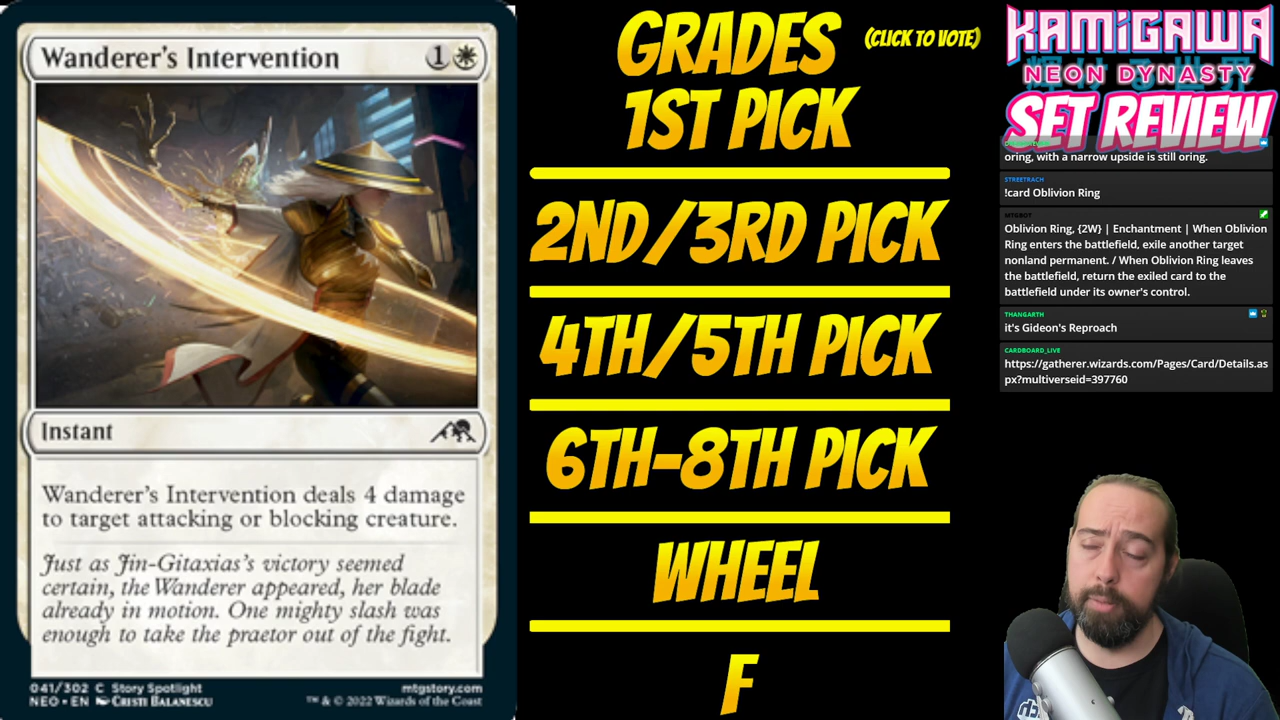 Wanderer's Intervention 1
Instant
Wanderer's Intervention deals 4 damage
to target attacking or blocking creature.
Just as Jin-Gitaxias's victory seemed
certain, the Wanderer appeared, her blade
already in motion. One mighty slash was
enough to take the praetor out of the fight.
041/302 C Story Spotlight
NEO • EN Cristi Balanescu
mtgstory.com
™ & © 2022 Wizards of the Coast
GRADES (CLICK TO VOTE)
1ST PICK
2ND/3RD PICK
4TH/5TH PICK
6TH-8TH PICK
WHEEL
F
KAMIGAWA
NEON DYNASTY
SET REVIEW
oring, with a narrow upside is still oring.
STREETRACH
!card Oblivion Ring
MTGBOT
Oblivion Ring, {2W} | Enchantment | When Oblivion
Ring enters the battlefield, exile another target
nonland permanent. / When Oblivion Ring leaves
the battlefield, return the exiled card to the
battlefield under its owner's control.
THANGARTH
it's Gideon's Reproach
CARDBOARD_LIVE
https://gatherer.wizards.com/Pages/Card/Details.as
px?multiverseid=397760